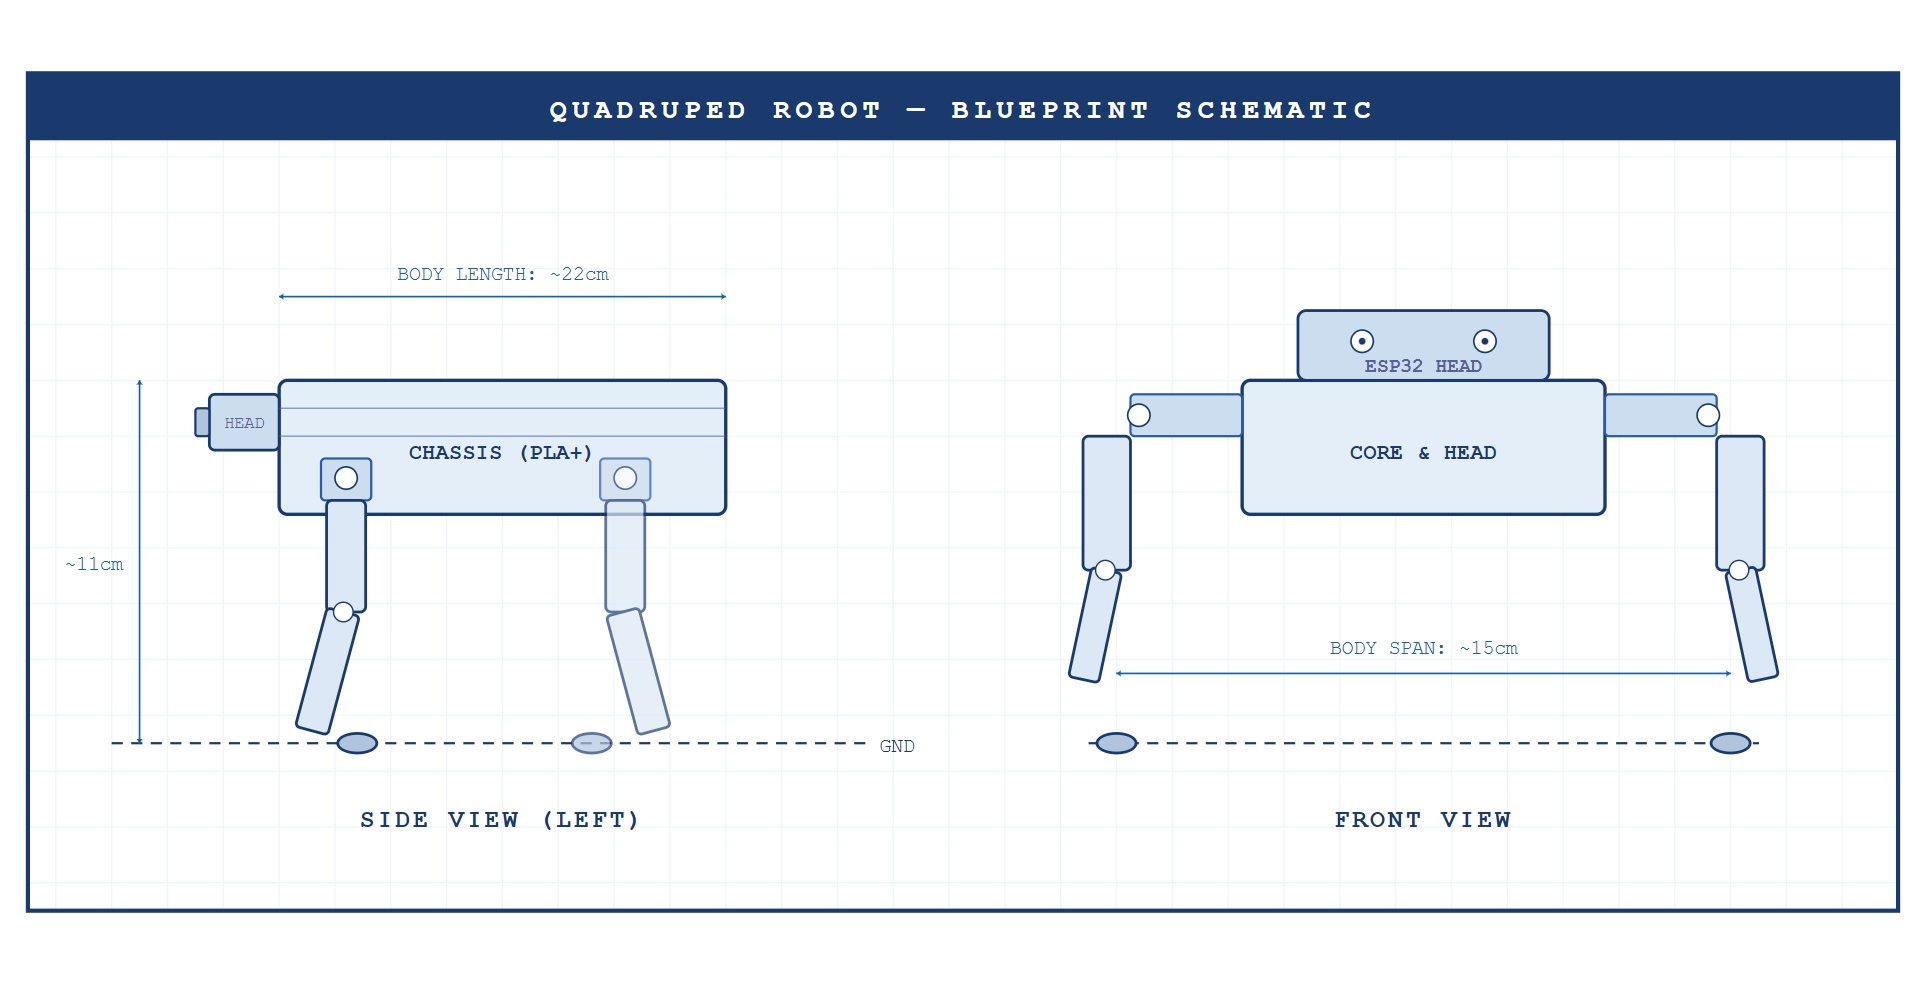 QUADRUPED ROBOT — BLUEPRINT SCHEMATIC
BODY LENGTH: ~22cm
HEAD
CHASSIS (PLA+)
~11cm
GND
SIDE VIEW (LEFT)
ESP32 HEAD
CORE & HEAD
BODY SPAN: ~15cm
FRONT VIEW